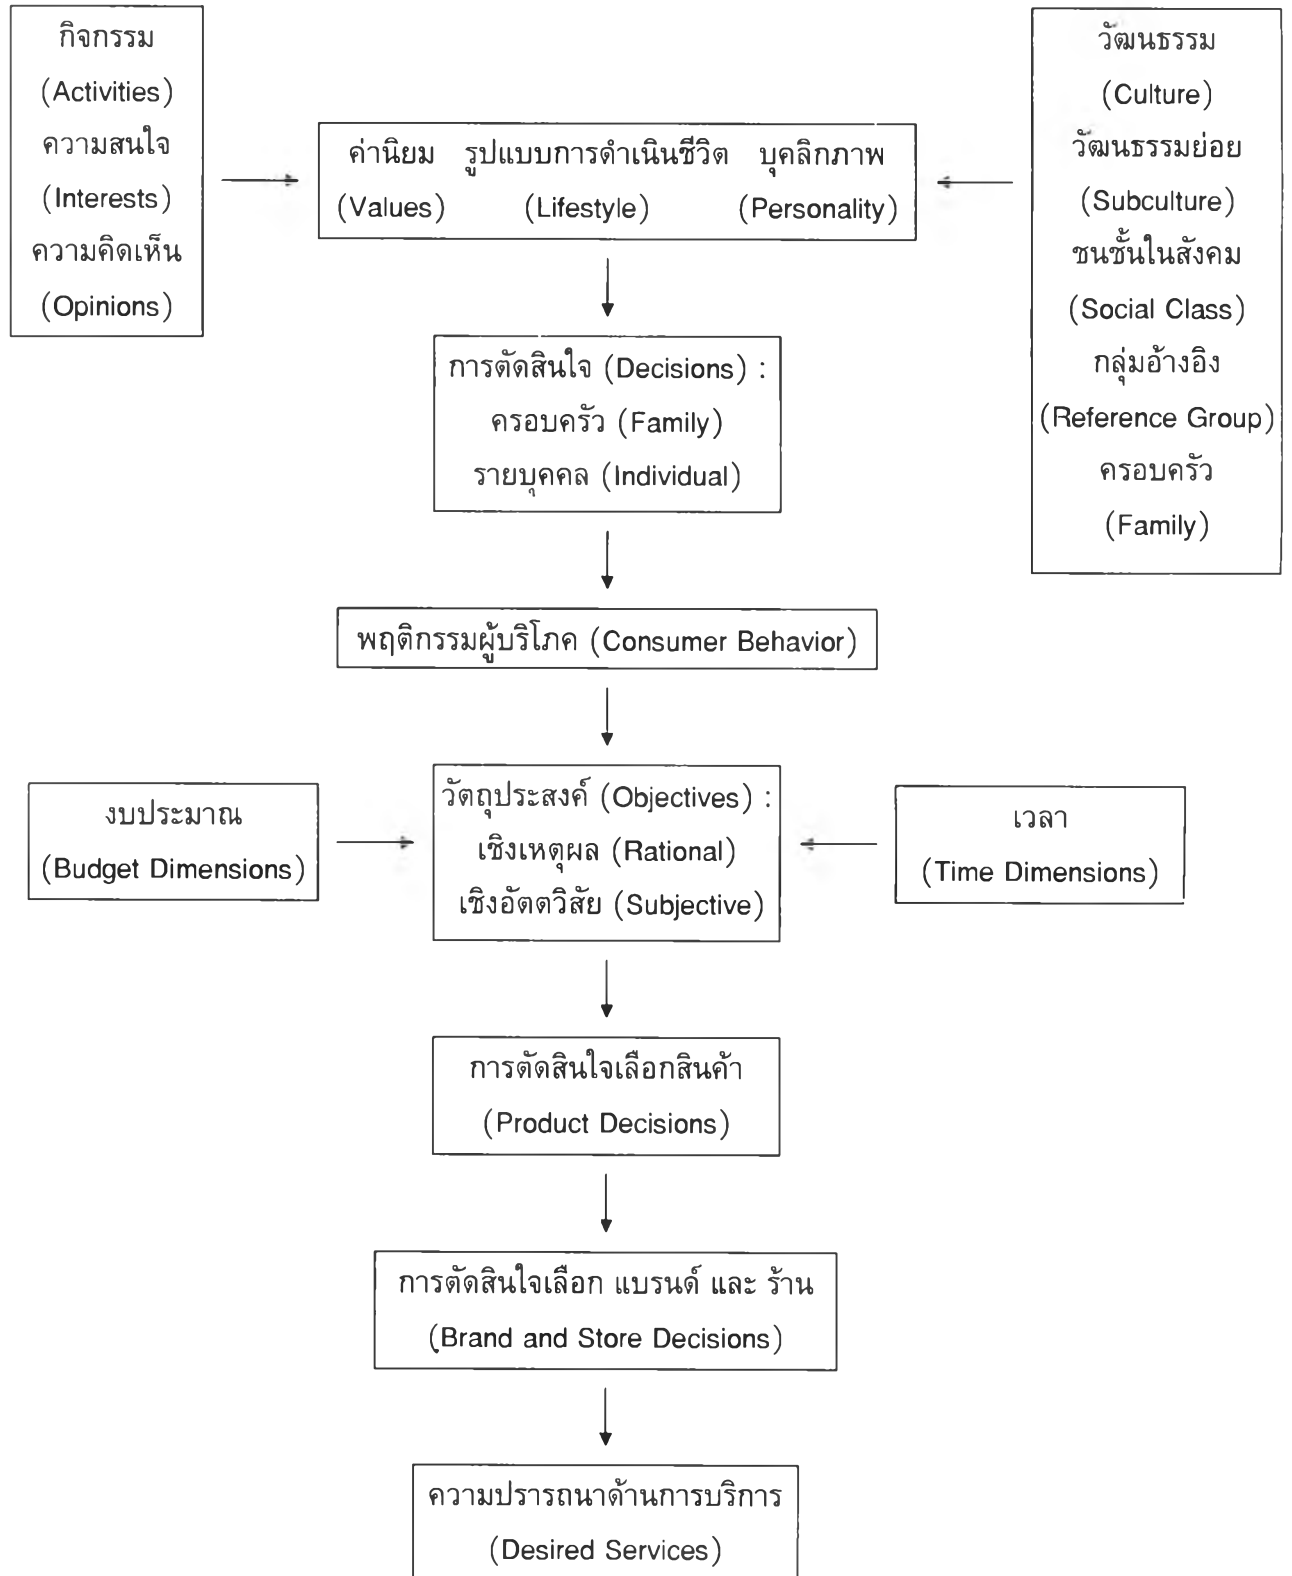 กิจกรรม
(Activities)
ความสนใจ
(Interests)
ความคิดเห็น
(Opinions)
ค่านิยม รูปแบบการดำเนินชีวิต บุคลิกภาพ
(Values) (Lifestyle) (Personality)
วัฒนธรรม
(Culture)
วัฒนธรรมย่อย
(Subculture)
ชนชั้นในสังคม
(Social Class)
กลุ่มอ้างอิง
(Reference Group)
ครอบครัว
(Family)
การตัดสินใจ (Decisions) :
ครอบครัว (Family)
รายบุคคล (Individual)
พฤติกรรมผู้บริโภค (Consumer Behavior)
งบประมาณ
(Budget Dimensions)
วัตถุประสงค์ (Objectives) :
เชิงเหตุผล (Rational)
เชิงอัตตวิสัย (Subjective)
เวลา
(Time Dimensions)
การตัดสินใจเลือกสินค้า
(Product Decisions)
การตัดสินใจเลือก แบรนด์ และ ร้าน
(Brand and Store Decisions)
ความปรารถนาด้านการบริการ
(Desired Services)